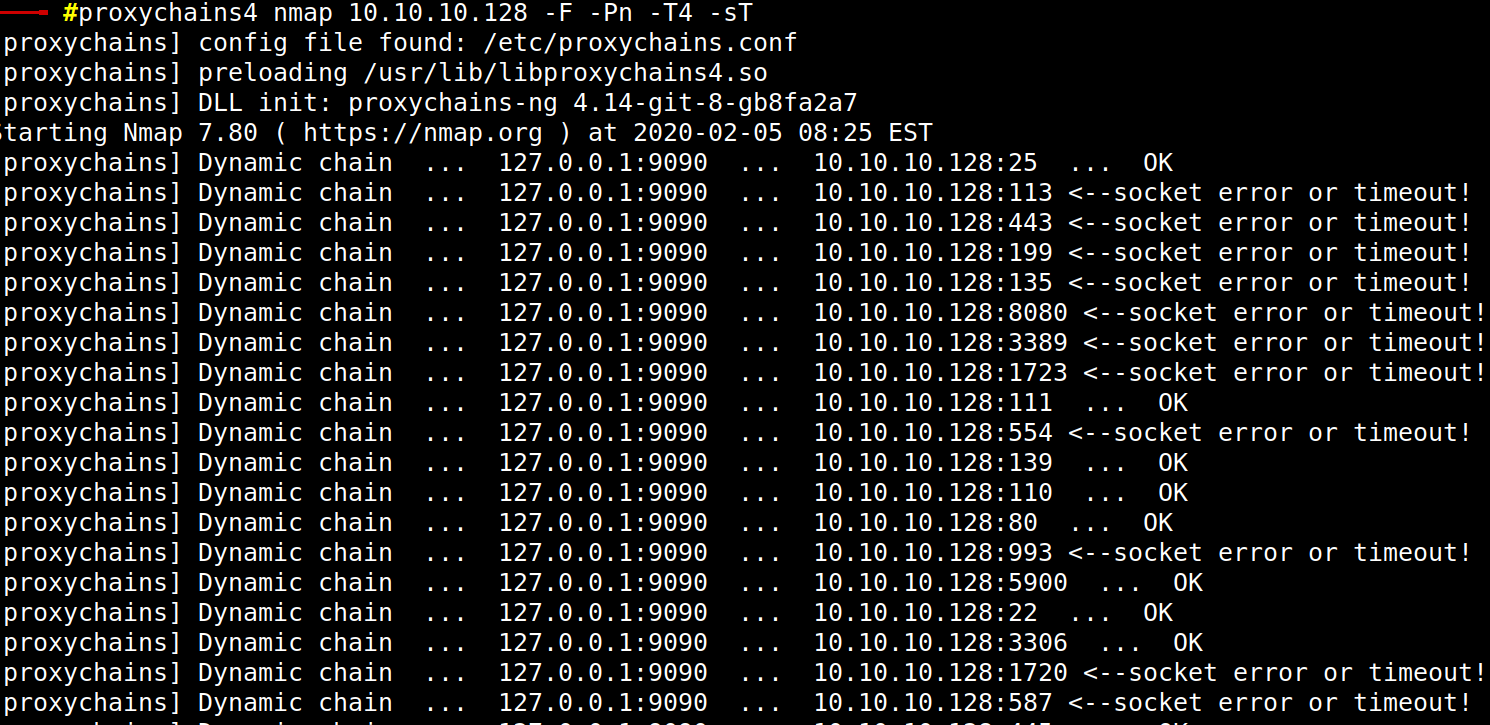 #proxychains4 nmap 10.10.10.128 -F -Pn -T4 -sT
proxychains] config file found: /etc/proxychains.conf
proxychains] preloading /usr/lib/libproxychains4.so
proxychains] DLL init: proxychains-ng 4.14-git-8-gb8fa2a7
Starting Nmap 7.80 ( https://nmap.org ) at 2020-02-05 08:25 EST
proxychains] Dynamic chain  ...  127.0.0.1:9090  ...  10.10.10.128:25  ...  OK
proxychains] Dynamic chain  ...  127.0.0.1:9090  ...  10.10.10.128:113 <--socket error or timeout!
proxychains] Dynamic chain  ...  127.0.0.1:9090  ...  10.10.10.128:443 <--socket error or timeout!
proxychains] Dynamic chain  ...  127.0.0.1:9090  ...  10.10.10.128:199 <--socket error or timeout!
proxychains] Dynamic chain  ...  127.0.0.1:9090  ...  10.10.10.128:135 <--socket error or timeout!
proxychains] Dynamic chain  ...  127.0.0.1:9090  ...  10.10.10.128:8080 <--socket error or timeout!
proxychains] Dynamic chain  ...  127.0.0.1:9090  ...  10.10.10.128:3389 <--socket error or timeout!
proxychains] Dynamic chain  ...  127.0.0.1:9090  ...  10.10.10.128:1723 <--socket error or timeout!
proxychains] Dynamic chain  ...  127.0.0.1:9090  ...  10.10.10.128:111  ...  OK
proxychains] Dynamic chain  ...  127.0.0.1:9090  ...  10.10.10.128:554 <--socket error or timeout!
proxychains] Dynamic chain  ...  127.0.0.1:9090  ...  10.10.10.128:139  ...  OK
proxychains] Dynamic chain  ...  127.0.0.1:9090  ...  10.10.10.128:110  ...  OK
proxychains] Dynamic chain  ...  127.0.0.1:9090  ...  10.10.10.128:80  ...  OK
proxychains] Dynamic chain  ...  127.0.0.1:9090  ...  10.10.10.128:993 <--socket error or timeout!
proxychains] Dynamic chain  ...  127.0.0.1:9090  ...  10.10.10.128:5900  ...  OK
proxychains] Dynamic chain  ...  127.0.0.1:9090  ...  10.10.10.128:22  ...  OK
proxychains] Dynamic chain  ...  127.0.0.1:9090  ...  10.10.10.128:3306  ...  OK
proxychains] Dynamic chain  ...  127.0.0.1:9090  ...  10.10.10.128:1720 <--socket error or timeout!
proxychains] Dynamic chain  ...  127.0.0.1:9090  ...  10.10.10.128:587 <--socket error or timeout!